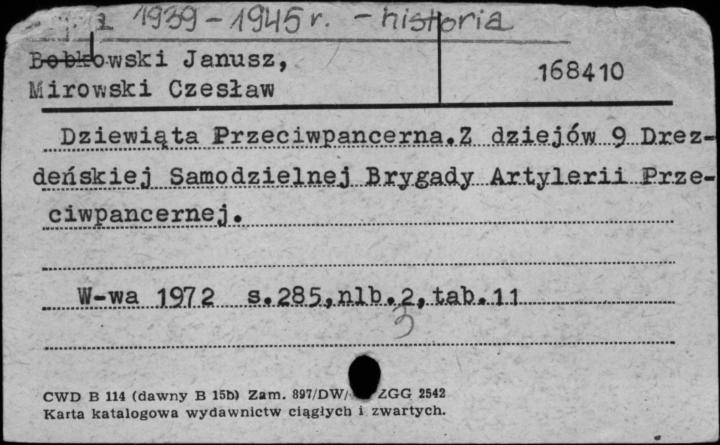 1939-1945 r. - historia
Bobkowski Janusz,
168410
Mirowski Czesław
Dziewiąta Przeciwpancerna.Z dziejów 9 Drez-
deńskiej Samodzielnej Brygady Artylerii Prze-
ciwpancernej.
W-wa 1972 s.285,nlb.2,tab.11
3
CWD B 114 (dawny B 15b) Zam. 897/DW/ ZGG 2542
Karta katalogowa wydawnictw ciągłych i zwartych.